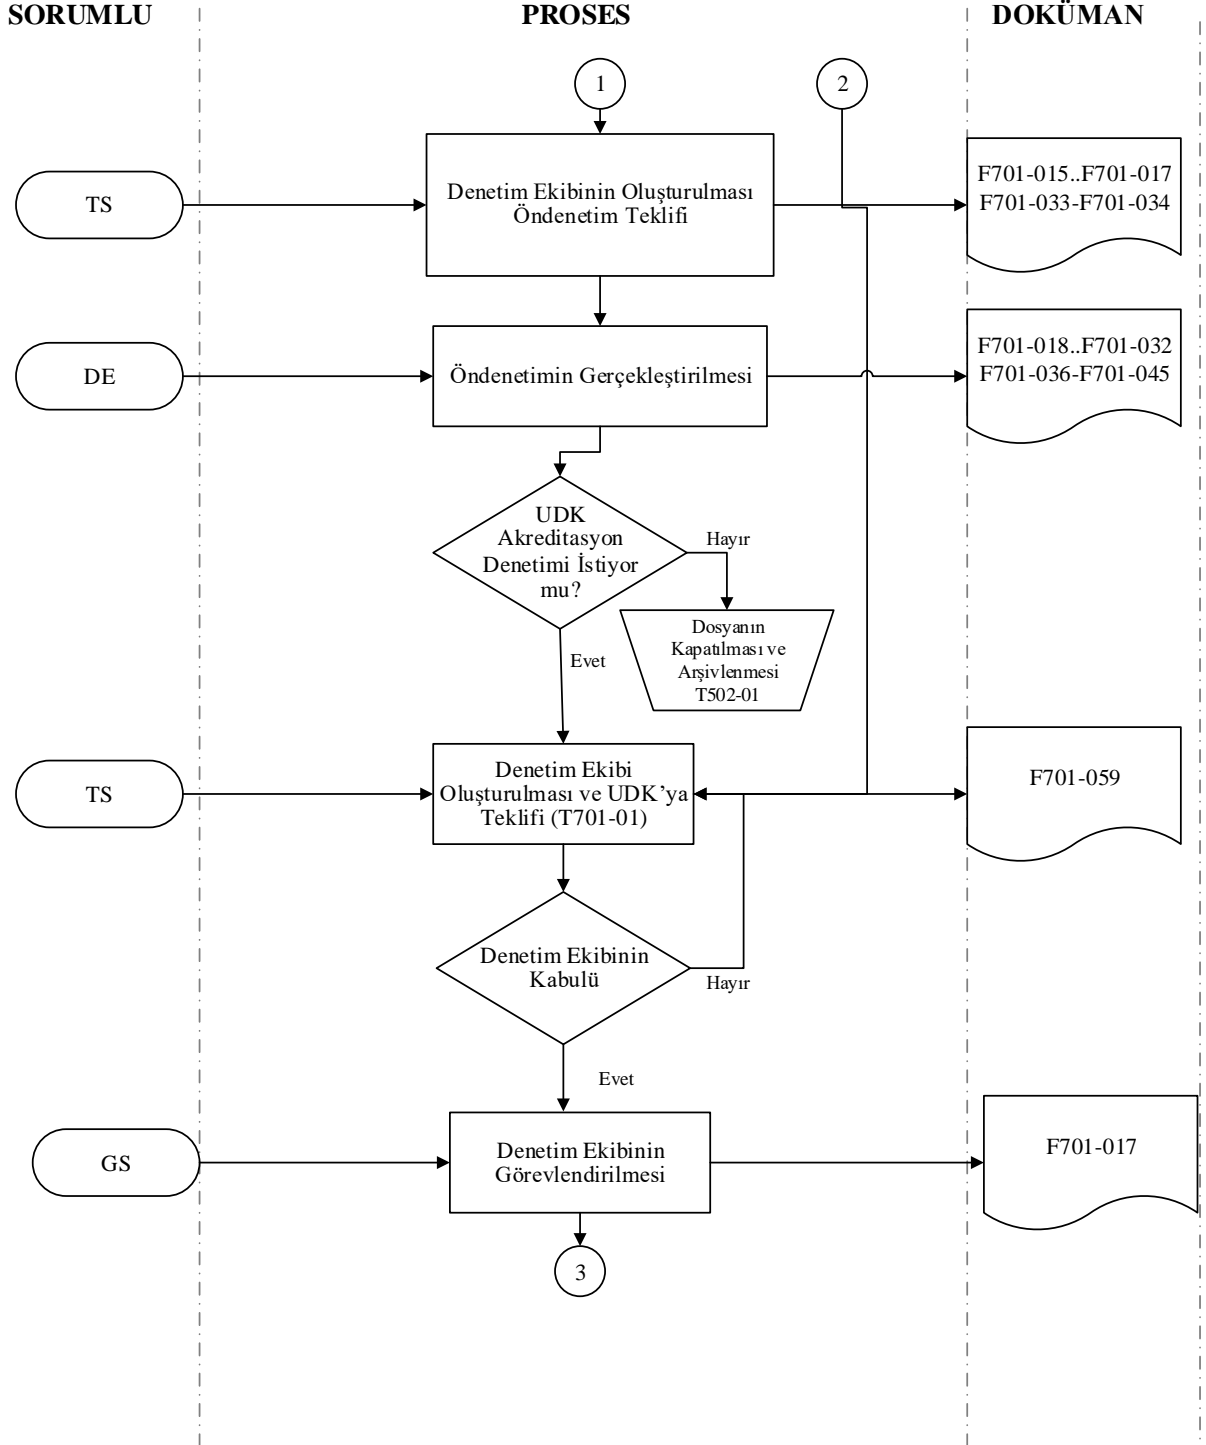 SORUMLU
PROSES
DOKÜMAN
1
2
TS
Denetim Ekibinin Oluşturulması
Öndenetim Teklifi
F701-015..F701-017
F701-033-F701-034
DE
Öndenetimin Gerçekleştirilmesi
F701-018..F701-032
F701-036-F701-045
UDK
Akreditasyon
Denetimi İstiyor
mu?
Hayır
Dosyanın
Kapatılması ve
Arşivlenmesi
T502-01
Evet
TS
Denetim Ekibi
Oluşturulması ve UDK’ya
Teklifi (T701-01)
F701-059
Denetim Ekibinin
Kabulü
Hayır
Evet
GS
Denetim Ekibinin
Görevlendirilmesi
F701-017
3